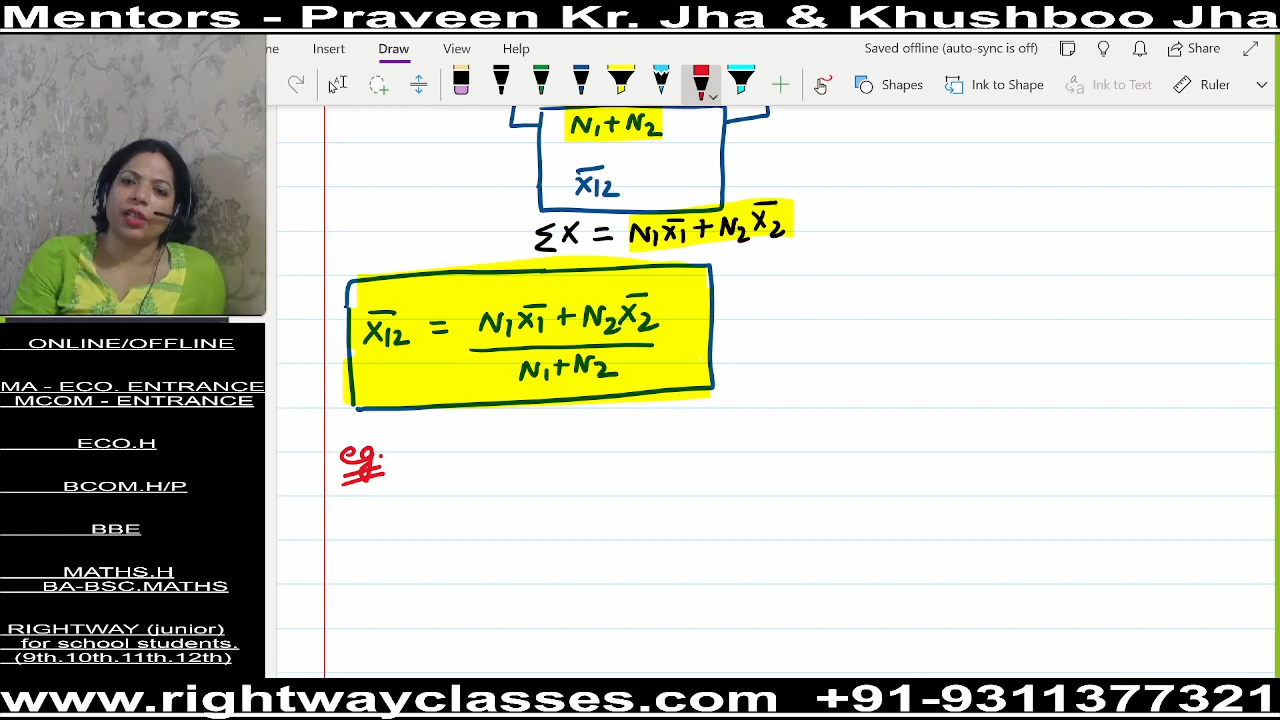 Mentors - Praveen Kr. Jha & Khushboo Jha
Insert Draw View Help
Saved offline (auto-sync is off)
Share
Shapes
Ink to Shape
Ink to Text
Ruler
N₁+N₂
x̄₁₂
ΣX = N₁x̄₁ + N₂x̄₂
x̄₁₂ = N₁x̄₁ + N₂x̄₂
N₁+N₂
eg.
ONLINE/OFFLINE
MA - ECO. ENTRANCE
MCOM - ENTRANCE
ECO.H
BCOM.H/P
BBE
MATHS.H
BA-BSC.MATHS
RIGHTWAY (junior)
for school students.
(9th.10th.11th.12th)
www.rightwayclasses.com +91-9311377321